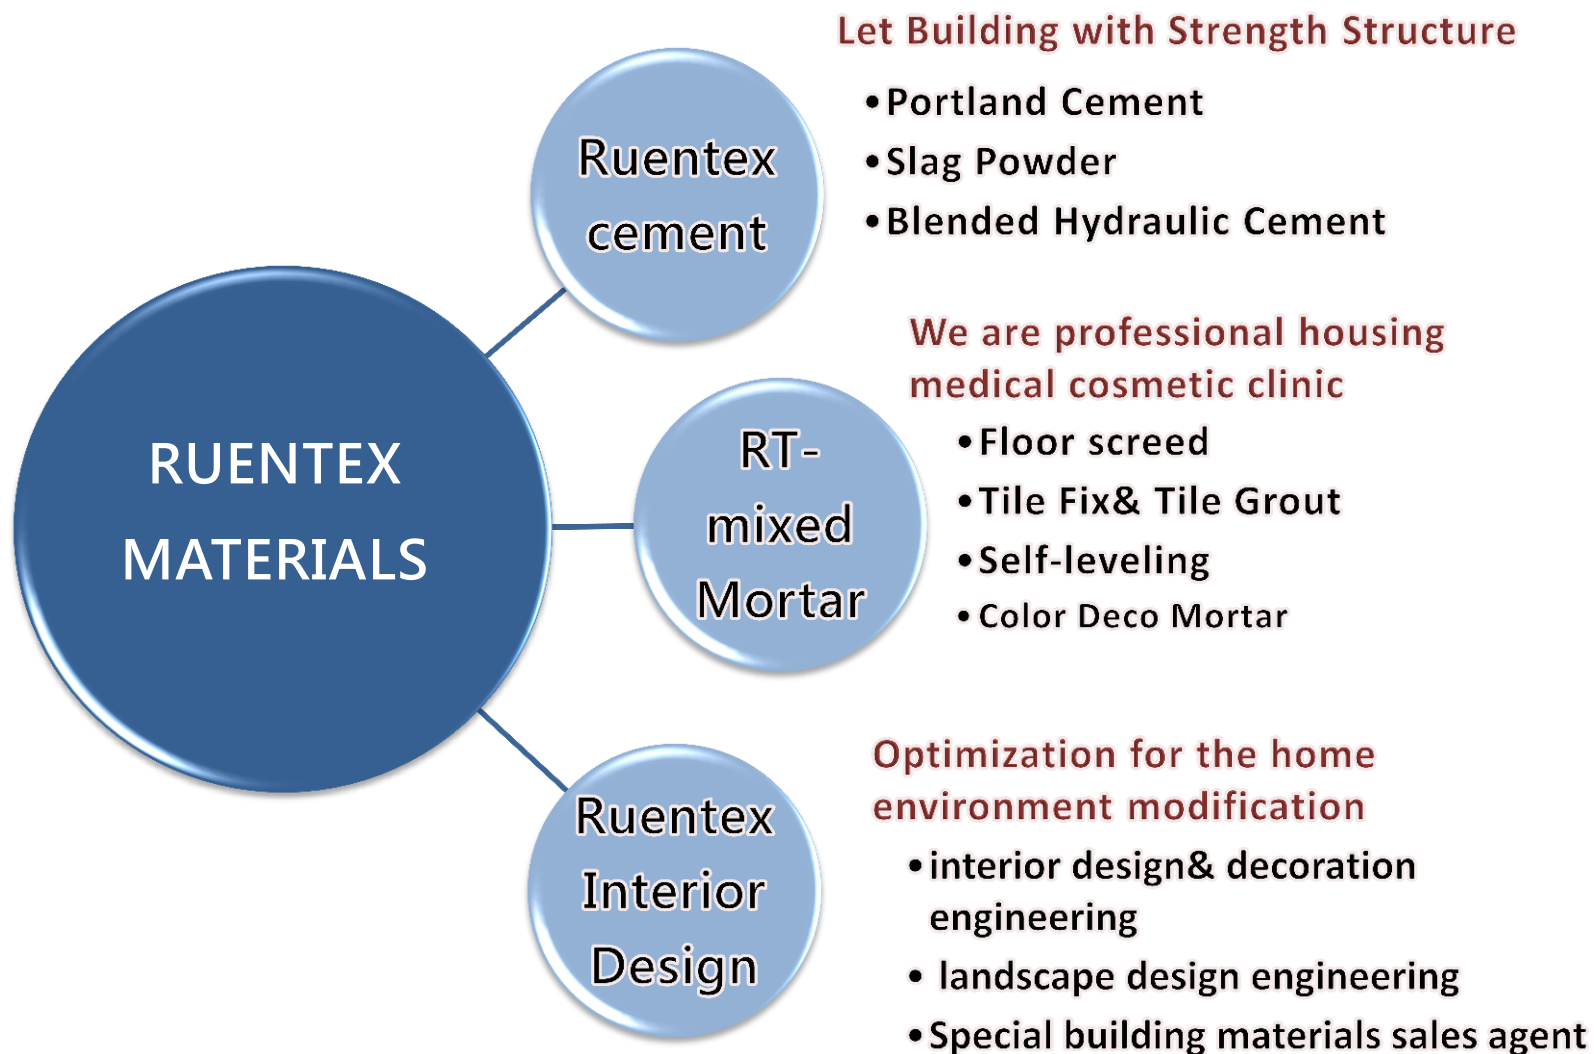 RUENTEX
MATERIALS
Ruentex
cement
Let Building with Strength Structure
•Portland Cement
•Slag Powder
•Blended Hydraulic Cement
RT-
mixed
Mortar
We are professional housing
medical cosmetic clinic
•Floor screed
•Tile Fix& Tile Grout
•Self-leveling
•Color Deco Mortar
Ruentex
Interior
Design
Optimization for the home
environment modification
•interior design& decoration
engineering
• landscape design engineering
•Special building materials sales agent